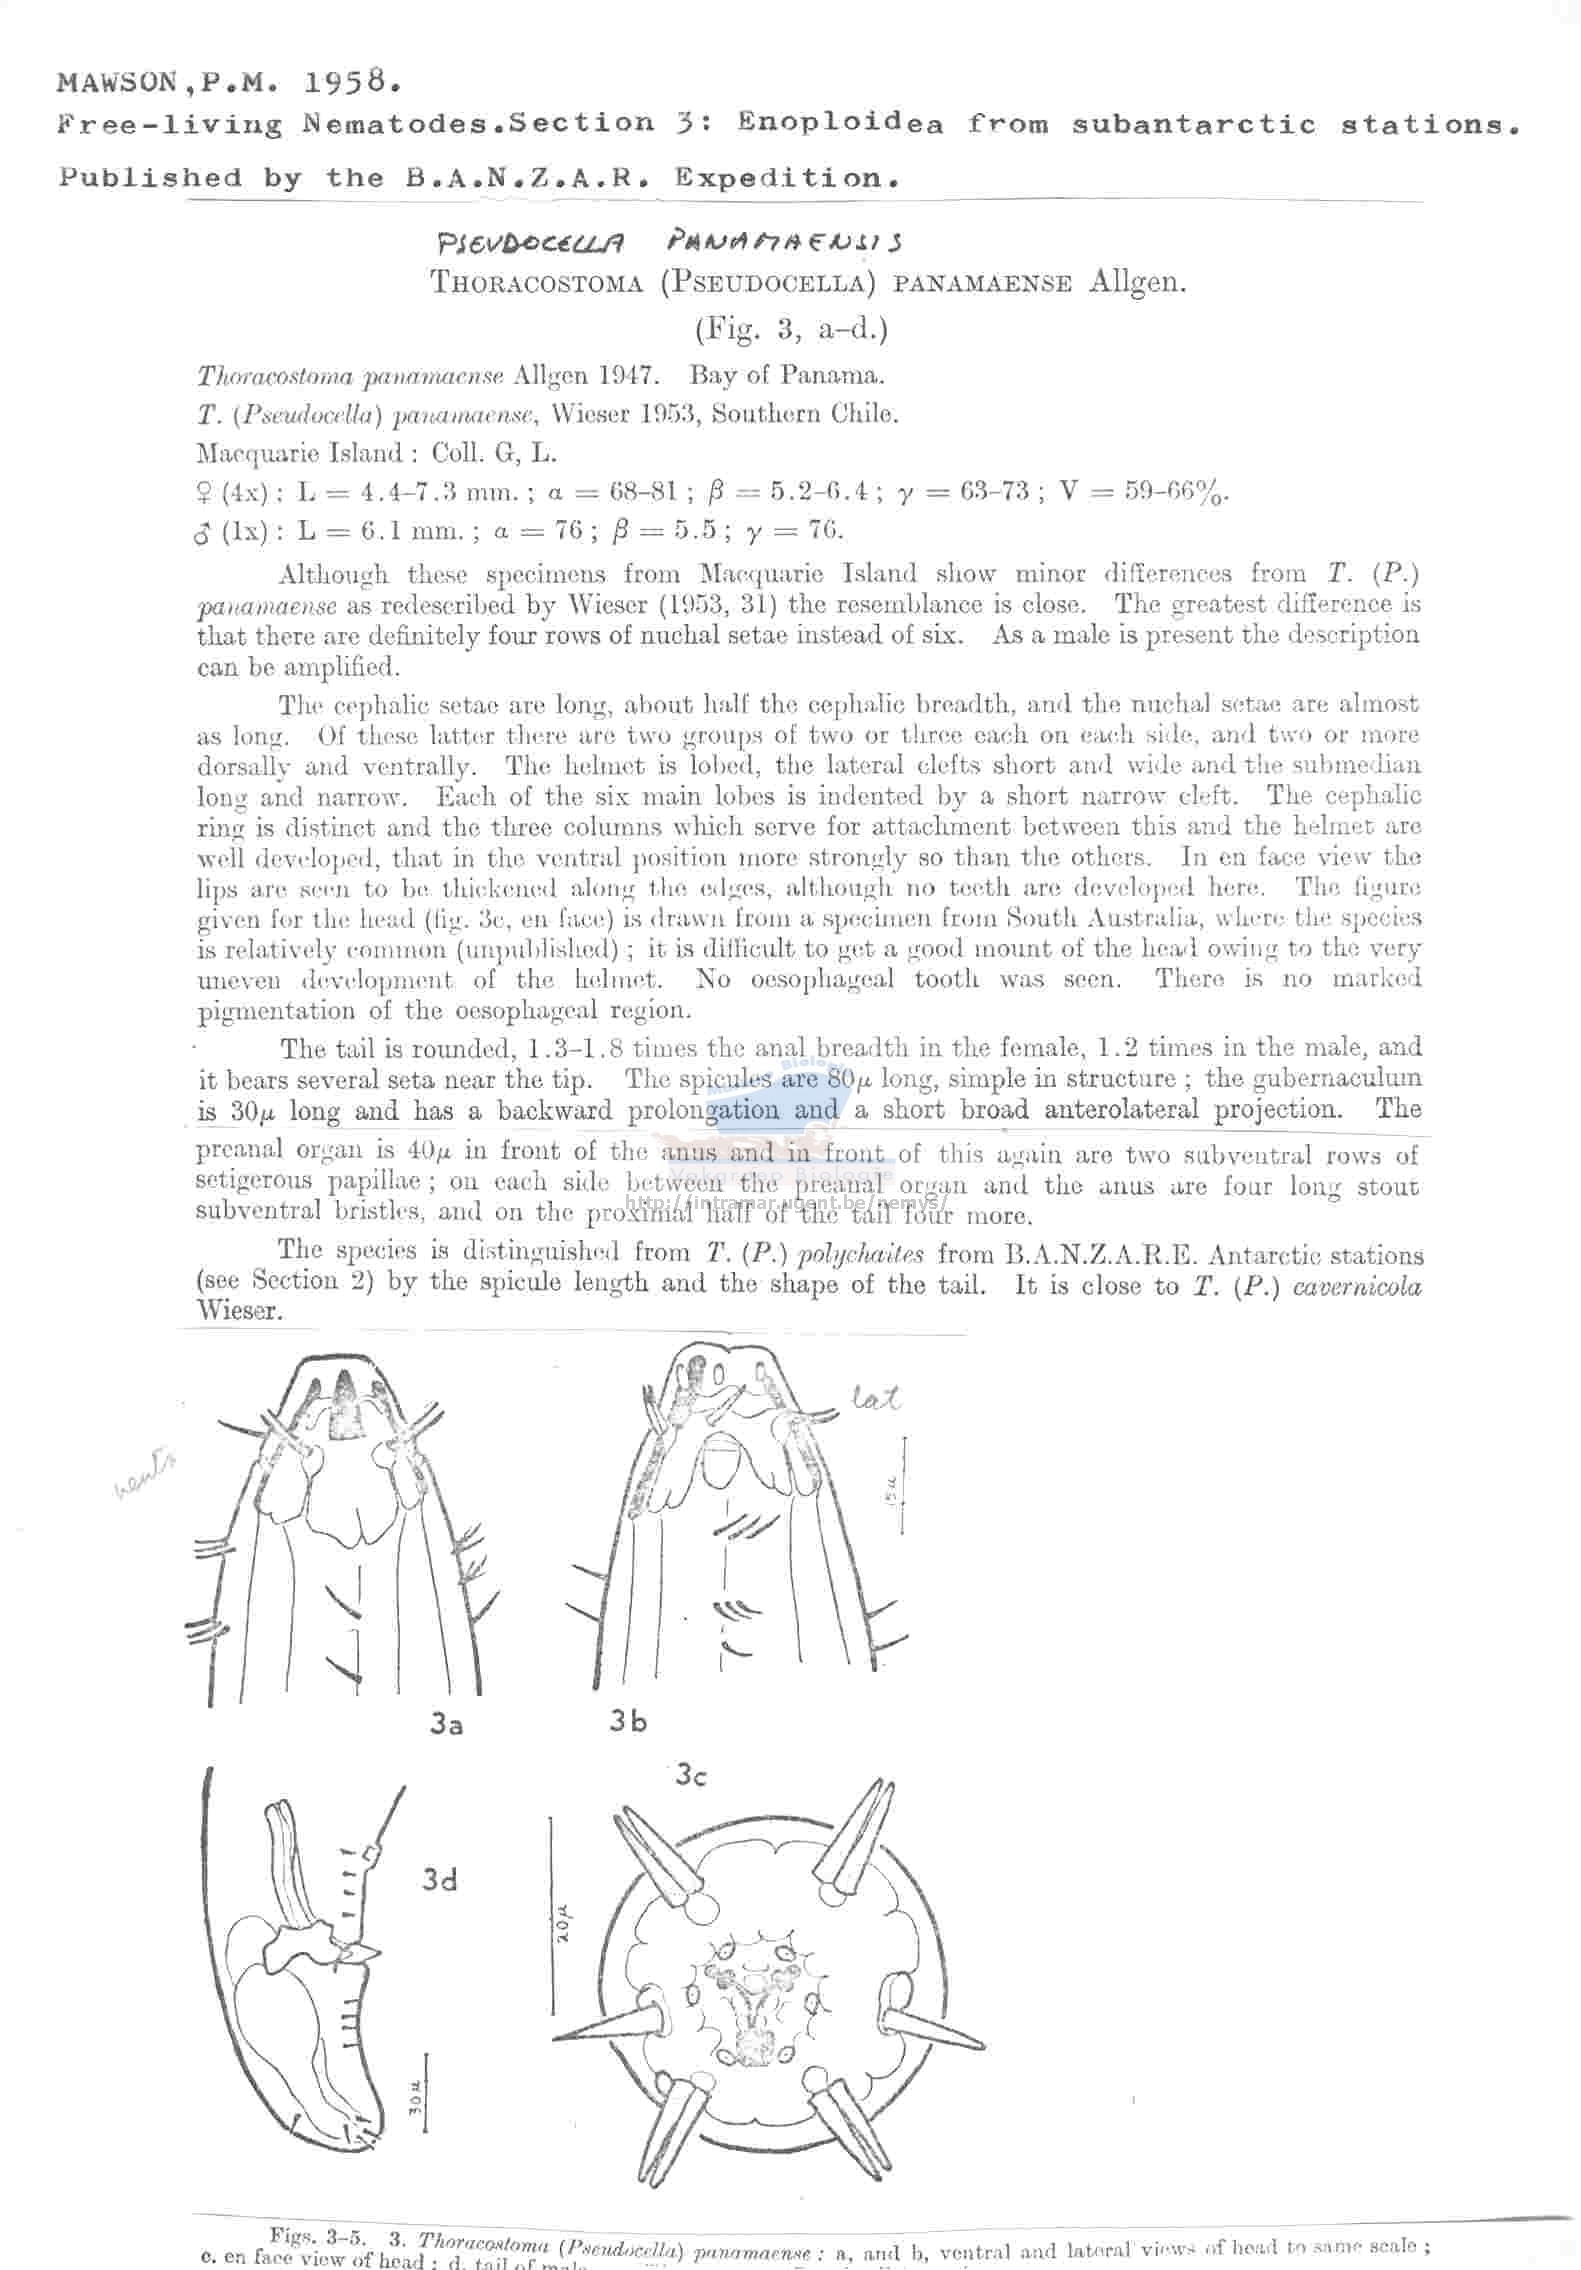 MAWSON,P.M. 1958.
Free-living Nematodes.Section 3: Enoploidea from subantarctic stations.
Published by the B.A.N.Z.A.R. Expedition.
PSEUDOCELLA PANAMAENSIS
THORACOSTOMA (PSEUDOCELLA) PANAMAENSE Allgen.
(Fig. 3, a–d.)
Thoracostoma panamaense Allgen 1947. Bay of Panama.
T. (Pseudocella) panamaense, Wieser 1953, Southern Chile.
Macquarie Island : Coll. G, L.
♀ (4x) : L = 4.4–7.3 mm. ; α = 68–81 ; β = 5.2–6.4 ; γ = 63–73 ; V = 59–66%.
♂ (1x) : L = 6.1 mm. ; α = 76 ; β = 5.5 ; γ = 76.
Although these specimens from Macquarie Island show minor differences from T. (P.)
panamaense as redescribed by Wieser (1953, 31) the resemblance is close. The greatest difference is
that there are definitely four rows of nuchal setae instead of six. As a male is present the description
can be amplified.
The cephalic setae are long, about half the cephalic breadth, and the nuchal setae are almost
as long. Of these latter there are two groups of two or three each on each side, and two or more
dorsally and ventrally. The helmet is lobed, the lateral clefts short and wide and the submedian
long and narrow. Each of the six main lobes is indented by a short narrow cleft. The cephalic
ring is distinct and the three columns which serve for attachment between this and the helmet are
well developed, that in the ventral position more strongly so than the others. In en face view the
lips are seen to be thickened along the edges, although no teeth are developed here. The figure
given for the head (fig. 3c, en face) is drawn from a specimen from South Australia, where the species
is relatively common (unpublished) ; it is difficult to get a good mount of the head owing to the very
uneven development of the helmet. No oesophageal tooth was seen. There is no marked
pigmentation of the oesophageal region.
The tail is rounded, 1.3–1.8 times the anal breadth in the female, 1.2 times in the male, and
it bears several seta near the tip. The spicules are 80μ long, simple in structure ; the gubernaculum
is 30μ long and has a backward prolongation and a short broad anterolateral projection. The
preanal organ is 40μ in front of the anus and in front of this again are two subventral rows of
setigerous papillae ; on each side between the preanal organ and the anus are four long stout
http://intramar.ugent.be/nemys/
subventral bristles, and on the proximal half of the tail four more.
The species is distinguished from T. (P.) polychaites from B.A.N.Z.A.R.E. Antarctic stations
(see Section 2) by the spicule length and the shape of the tail. It is close to T. (P.) cavernicola
Wieser.
lat
15μ
3a
3b
3c
3d
20μ
30μ
Figs. 3–5. 3. Thoracostoma (Pseudocella) panamaense : a, and b, ventral and lateral views of head to same scale ;
c. en face view of head ; d. tail of male